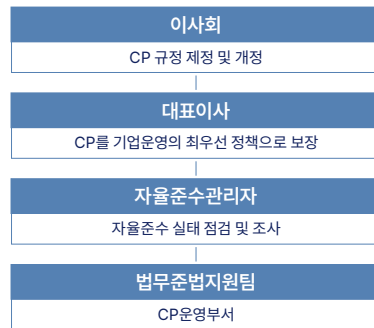 이사회
CP 규정 제정 및 개정
대표이사
CP를 기업운영의 최우선 정책으로 보장
자율준수관리자
자율준수 실태 점검 및 조사
법무준법지원팀
CP운영부서